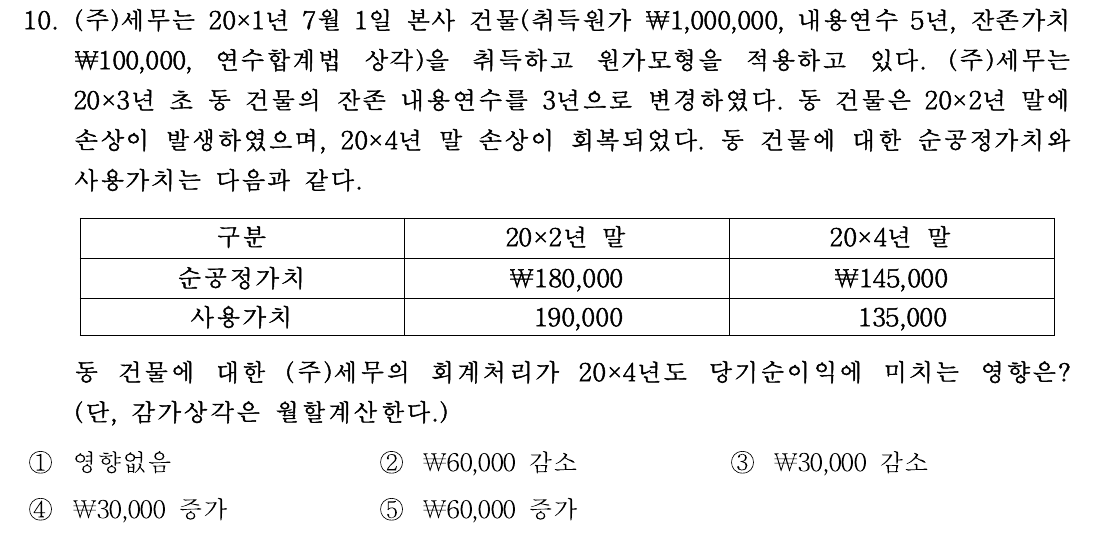 10. (주)세무는 20×1년 7월 1일 본사 건물(취득원가 ₩1,000,000, 내용연수 5년, 잔존가치
₩100,000, 연수합계법 상각)을 취득하고 원가모형을 적용하고 있다. (주)세무는
20×3년 초 동 건물의 잔존 내용연수를 3년으로 변경하였다. 동 건물은 20×2년 말에
손상이 발생하였으며, 20×4년 말 손상이 회복되었다. 동 건물에 대한 순공정가치와
사용가치는 다음과 같다.
구분 20×2년 말 20×4년 말
순공정가치 ₩180,000 ₩145,000
사용가치 190,000 135,000
동 건물에 대한 (주)세무의 회계처리가 20×4년도 당기순이익에 미치는 영향은?
(단, 감가상각은 월할계산한다.)
① 영향없음 ② ₩60,000 감소 ③ ₩30,000 감소
④ ₩30,000 증가 ⑤ ₩60,000 증가